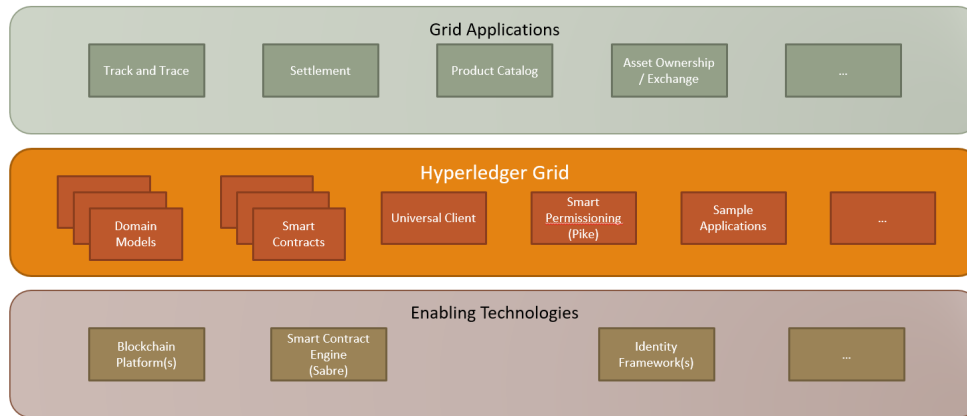 Grid Applications
Track and Trace
Settlement
Product Catalog
Asset Ownership
/ Exchange
...
Hyperledger Grid
Domain
Models
Smart
Contracts
Universal Client
Smart
Permissioning
(Pike)
Sample
Applications
...
Enabling Technologies
Blockchain
Platform(s)
Smart Contract
Engine
(Sabre)
Identity
Framework(s)
...